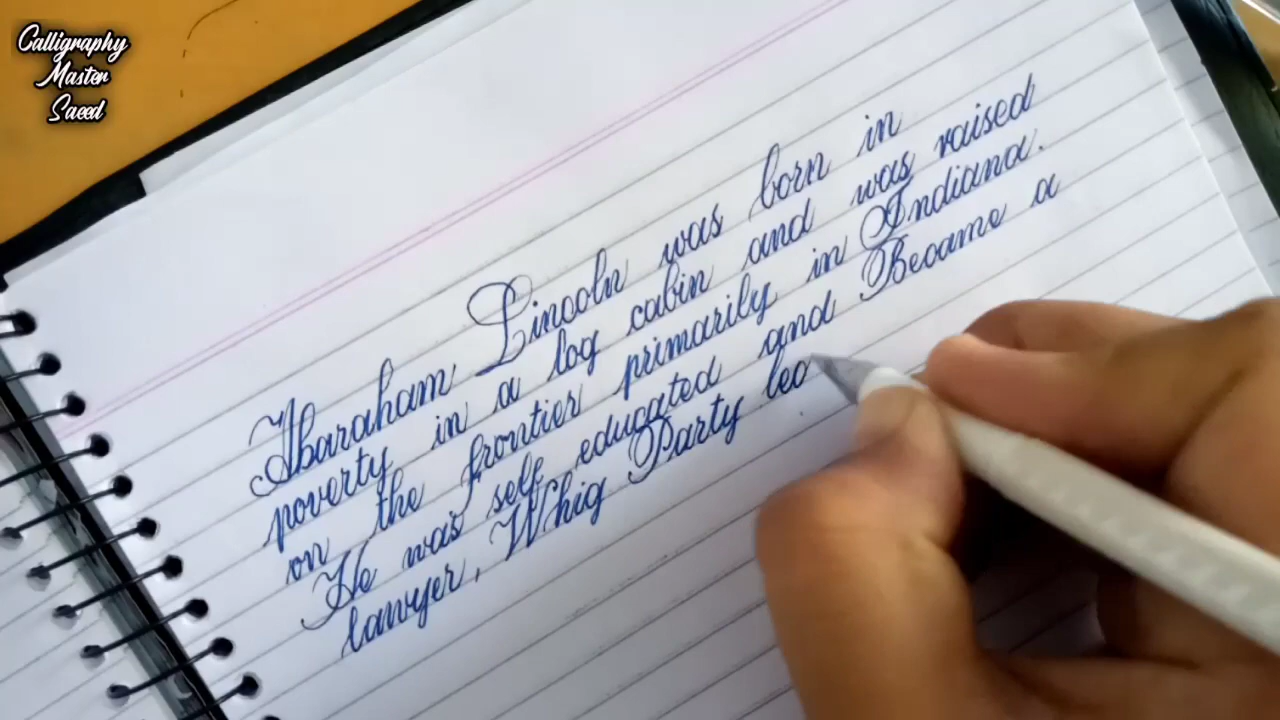 Calligraphy
Master
Saeed
Abaraham Lincoln was born in
poverty in a log cabin and was raised
on the frontier primarily in Indiana.
He was self educated and Became a
lawyer, Whig Party lea